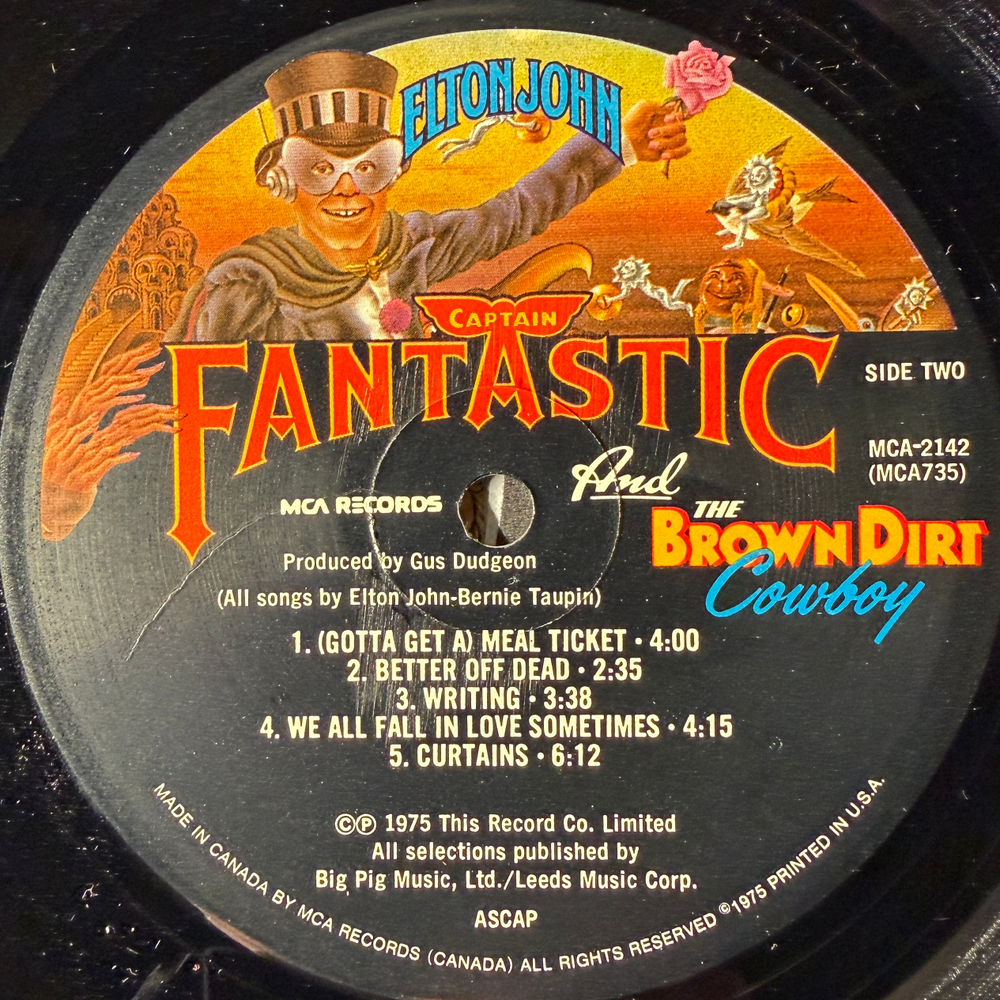 ELTON JOHN
CAPTAIN
FANTASTIC
SIDE TWO
MCA-2142
(MCA735)
And
THE
BROWN DIRT
Cowboy
MCA RECORDS
Produced by Gus Dudgeon
(All songs by Elton John-Bernie Taupin)
1. (GOTTA GET A) MEAL TICKET • 4:00
2. BETTER OFF DEAD • 2:35
3. WRITING • 3:38
4. WE ALL FALL IN LOVE SOMETIMES • 4:15
5. CURTAINS • 6:12
©℗ 1975 This Record Co. Limited
All selections published by
Big Pig Music, Ltd./Leeds Music Corp.
ASCAP
MADE IN CANADA BY MCA RECORDS (CANADA) ALL RIGHTS RESERVED ©1975 PRINTED IN U.S.A.